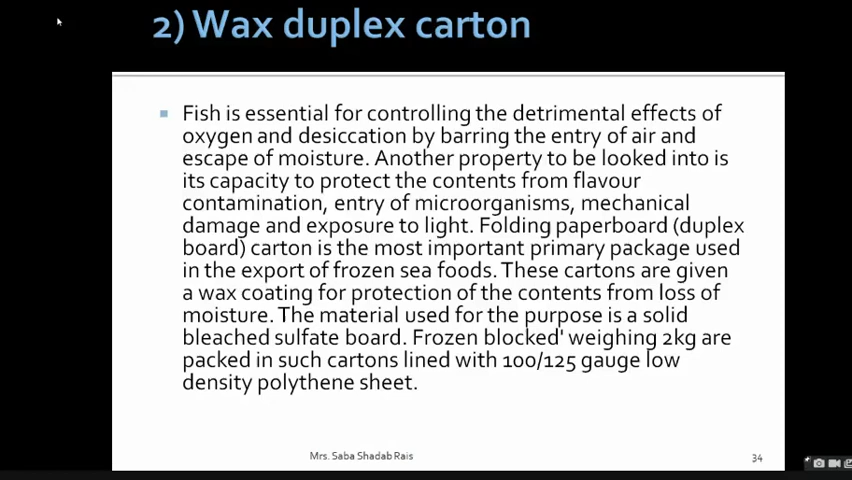 2) Wax duplex carton
Fish is essential for controlling the detrimental effects of
oxygen and desiccation by barring the entry of air and
escape of moisture. Another property to be looked into is
its capacity to protect the contents from flavour
contamination, entry of microorganisms, mechanical
damage and exposure to light. Folding paperboard (duplex
board) carton is the most important primary package used
in the export of frozen sea foods. These cartons are given
a wax coating for protection of the contents from loss of
moisture. The material used for the purpose is a solid
bleached sulfate board. Frozen blocked' weighing 2kg are
packed in such cartons lined with 100/125 gauge low
density polythene sheet.
Mrs. Saba Shadab Rais
34